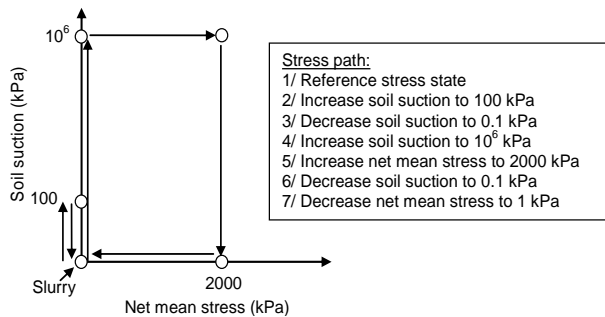 10⁶
100
Soil suction (kPa)
Slurry
2000
Net mean stress (kPa)
Stress path:
1/ Reference stress state
2/ Increase soil suction to 100 kPa
3/ Decrease soil suction to 0.1 kPa
4/ Increase soil suction to 10⁶ kPa
5/ Increase net mean stress to 2000 kPa
6/ Decrease soil suction to 0.1 kPa
7/ Decrease net mean stress to 1 kPa